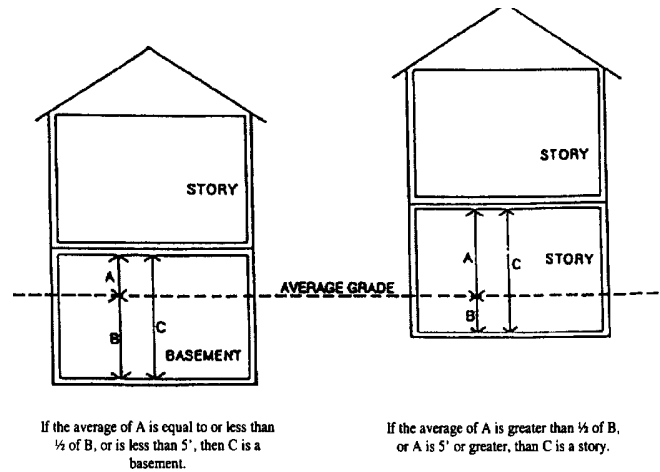 STORY
STORY
A
C
STORY
A
AVERAGE GRADE
B
B
C
BASEMENT
If the average of A is equal to or less than
½ of B, or is less than 5', then C is a
basement.
If the average of A is greater than ½ of B,
or A is 5' or greater, than C is a story.